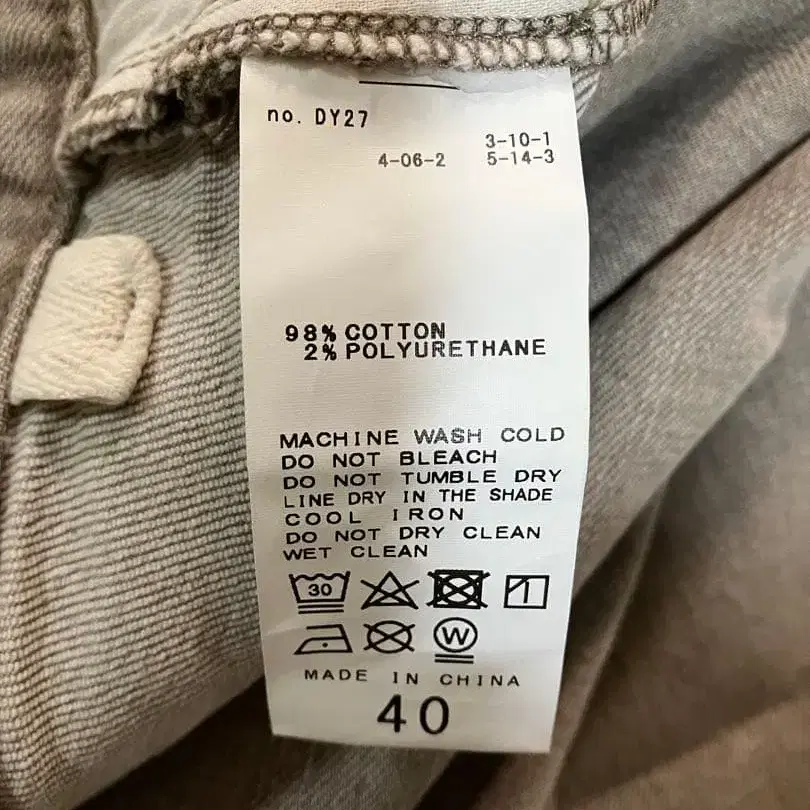 no. DY27
3-10-1
4-06-2 5-14-3
98% COTTON
2% POLYURETHANE
MACHINE WASH COLD
DO NOT BLEACH
DO NOT TUMBLE DRY
LINE DRY IN THE SHADE
COOL IRON
DO NOT DRY CLEAN
WET CLEAN
30
W
MADE IN CHINA
40